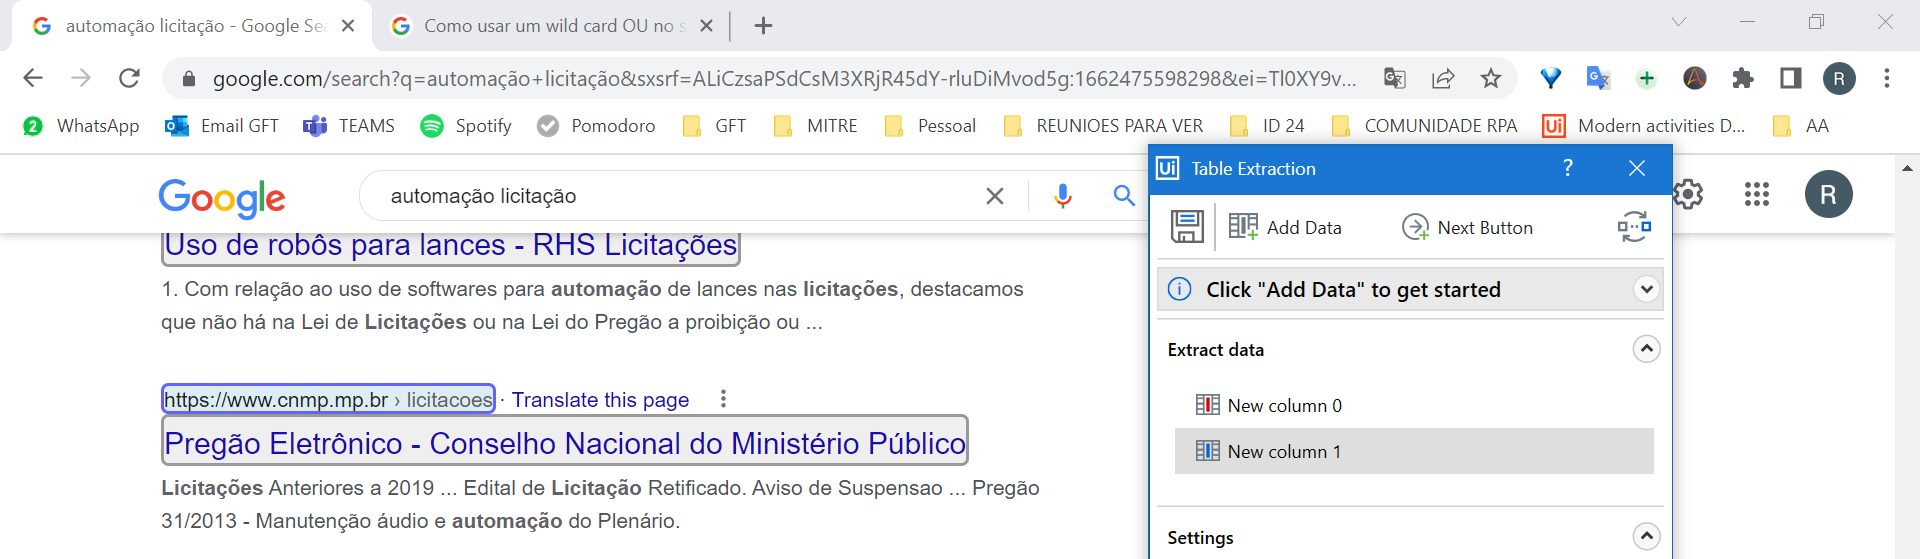 automação licitação - Google Sea
Como usar um wild card OU no s
google.com/search?q=automação+licitação&sxsrf=ALiCzsaPSdCsM3XRjR45dY-rluDiMvod5g:1662475598298&ei=Tl0XY9v...
R
2 WhatsApp
Email GFT
TEAMS
Spotify
Pomodoro
GFT
MITRE
Pessoal
REUNIOES PARA VER
ID 24
COMUNIDADE RPA
Ui Modern activities D...
AA
Google
automação licitação
R
Uso de robôs para lances - RHS Licitações
1. Com relação ao uso de softwares para automação de lances nas licitações, destacamos
que não há na Lei de Licitações ou na Lei do Pregão a proibição ou ...
https://www.cnmp.mp.br › licitacoes · Translate this page
Pregão Eletrônico - Conselho Nacional do Ministério Público
Licitações Anteriores a 2019 ... Edital de Licitação Retificado. Aviso de Suspensao ... Pregão
31/2013 - Manutenção áudio e automação do Plenário.
Ui Table Extraction ?
Add Data
Next Button
Click "Add Data" to get started
Extract data
New column 0
New column 1
Settings